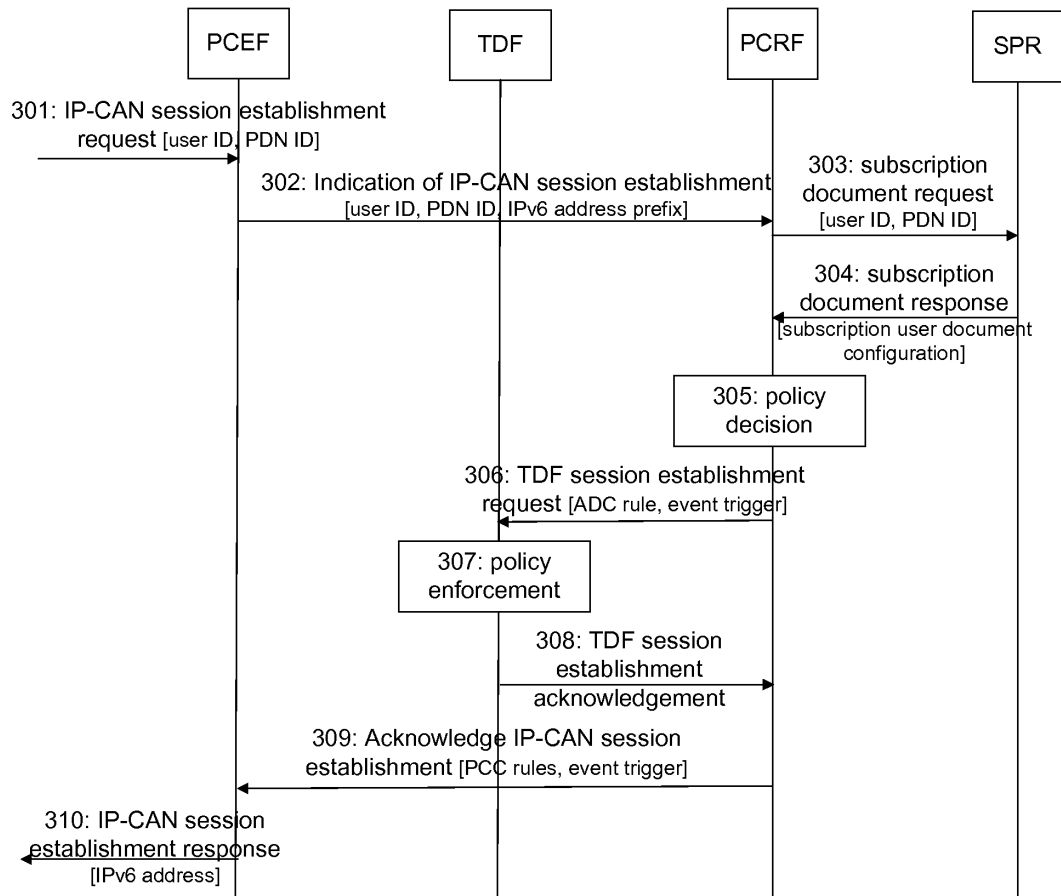 PCEF
TDF
PCRF
SPR
301: IP-CAN session establishment
request [user ID, PDN ID]
302: Indication of IP-CAN session establishment
[user ID, PDN ID, IPv6 address prefix]
303: subscription
document request
[user ID, PDN ID]
304: subscription
document response
[subscription user document
configuration]
305: policy
decision
306: TDF session establishment
request [ADC rule, event trigger]
307: policy
enforcement
308: TDF session
establishment
acknowledgement
309: Acknowledge IP-CAN session
establishment [PCC rules, event trigger]
310: IP-CAN session
establishment response
[IPv6 address]